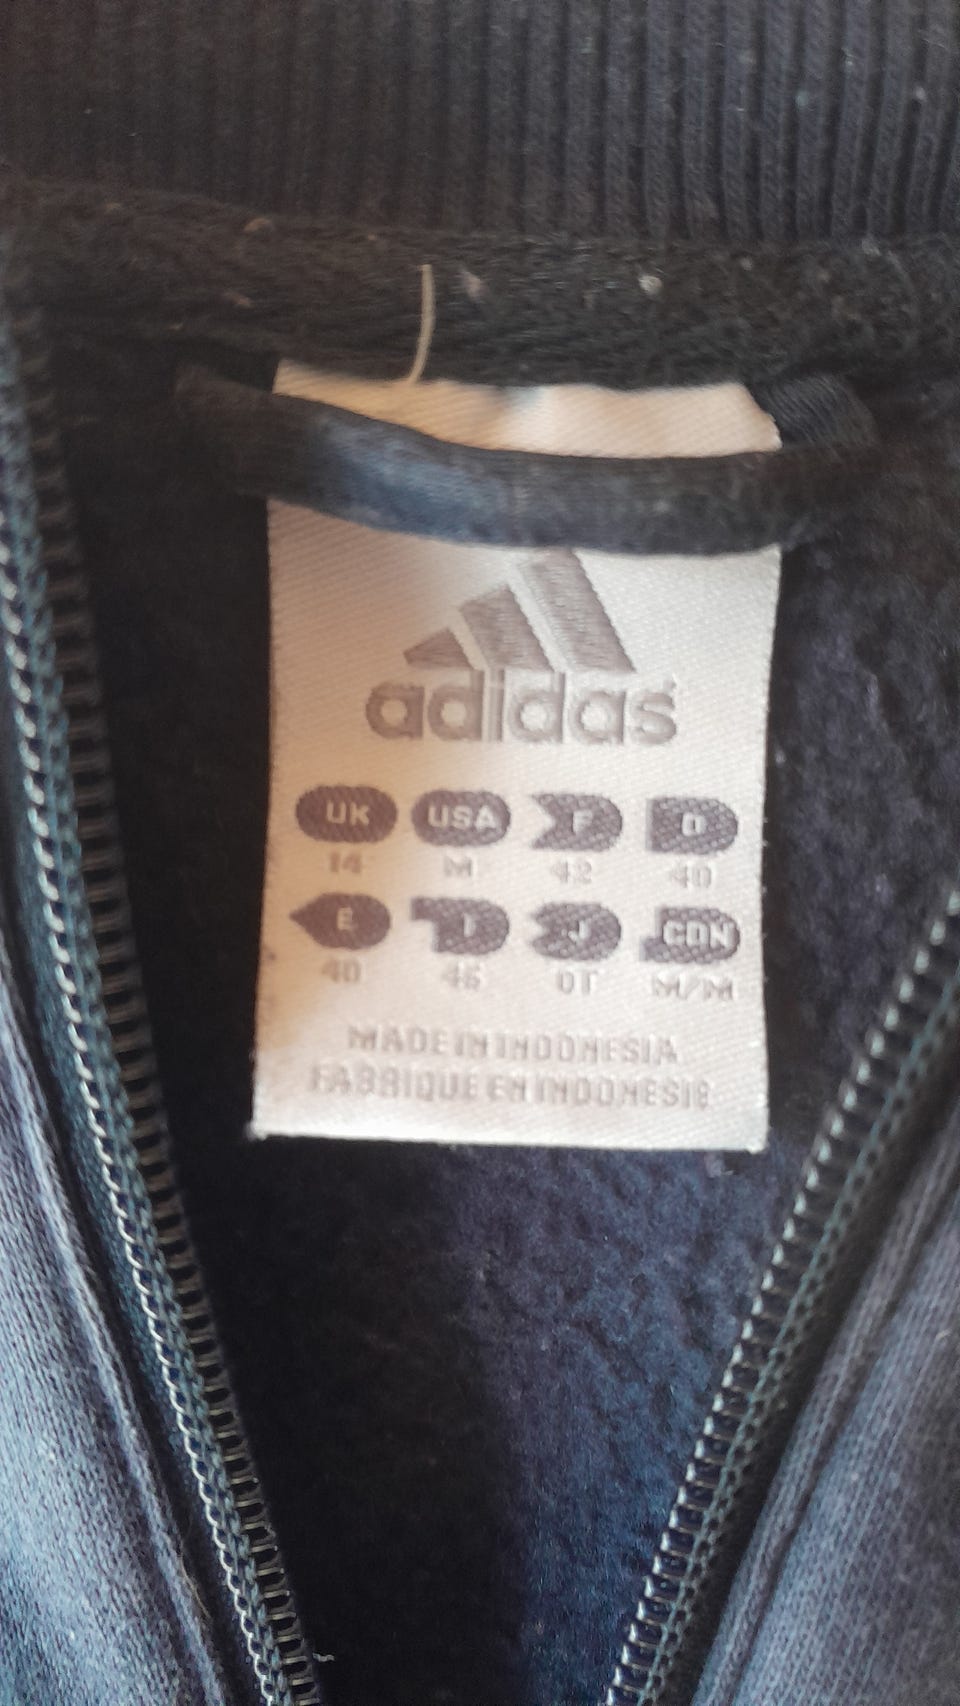 adidas
UK USA F D
14 M 42 40
E I J CDN
40 46 OT M/M
MADE IN INDONESIA
FABRIQUE EN INDONESIE